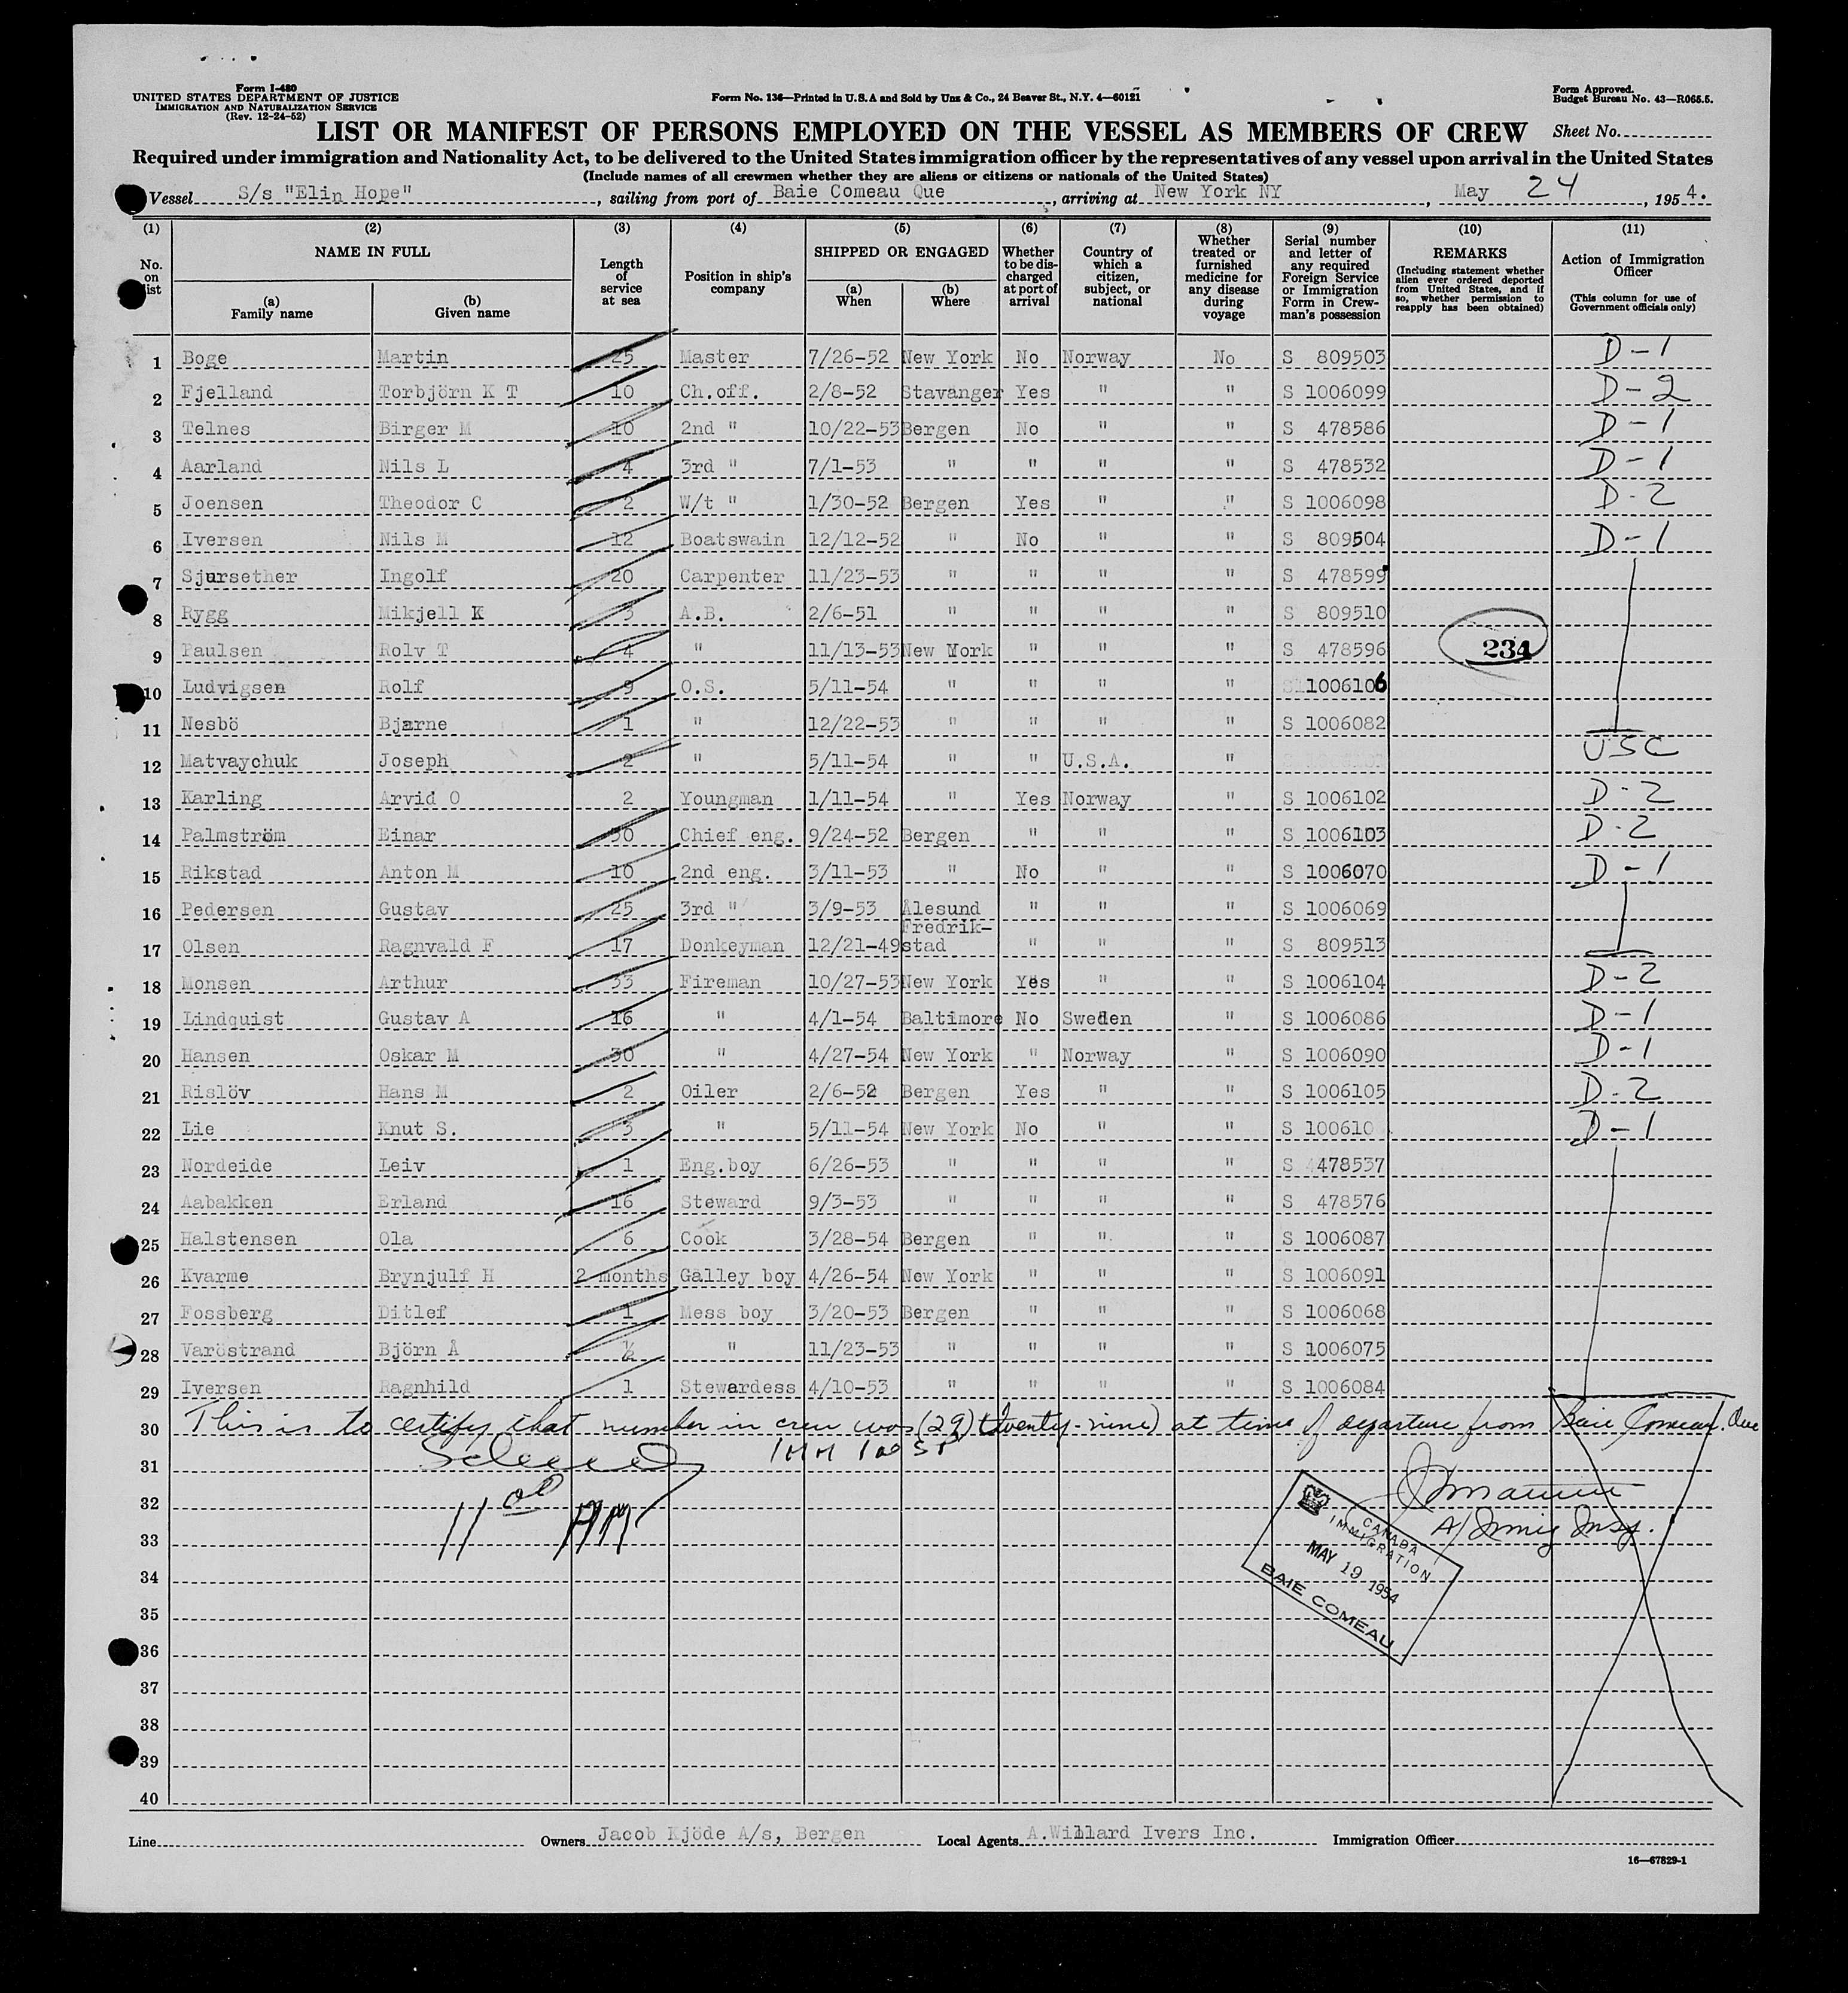 Form I-480
UNITED STATES DEPARTMENT OF JUSTICE
IMMIGRATION AND NATURALIZATION SERVICE
(Rev. 12-24-52)
Form No. 136—Printed in U.S.A and Sold by Unz & Co., 24 Beaver St., N.Y. 4—60121
Form Approved.
Budget Bureau No. 43—R065.5.
LIST OR MANIFEST OF PERSONS EMPLOYED ON THE VESSEL AS MEMBERS OF CREW
Sheet No.
Required under immigration and Nationality Act, to be delivered to the United States immigration officer by the representatives of any vessel upon arrival in the United States
(Include names of all crewmen whether they are aliens or citizens or nationals of the United States)
Vessel S/s "Elin Hope", sailing from port of Baie Comeau Que, arriving at New York NY, May 24, 1954.
(1) No. on list
(2) NAME IN FULL (a) Family name (b) Given name
(3) Length of service at sea
(4) Position in ship's company
(5) SHIPPED OR ENGAGED (a) When (b) Where
(6) Whether to be discharged at port of arrival
(7) Country of which a citizen, subject, or national
(8) Whether treated or furnished medicine for any disease during voyage
(9) Serial number and letter of any required Foreign Service or Immigration Form in Crewman's possession
(10) REMARKS (Including statement whether alien ever ordered deported from United States, and if so, whether permission to reapply has been obtained)
(11) Action of Immigration Officer (This column for use of Government officials only)
1 Boge Martin 25 Master 7/26-52 New York No Norway No S 809503 D-1
2 Fjelland Torbjörn K T 10 Ch.off. 2/8-52 Stavanger Yes " " S 1006099 D-2
3 Telnes Birger M 10 2nd " 10/22-53 Bergen No " " S 478586 D-1
4 Aarland Nils L 4 3rd " 7/1-53 " " " " S 478532 D-1
5 Joensen Theodor C 2 W/t " 1/30-52 Bergen Yes " " S 1006098 D-2
6 Iversen Nils M 12 Boatswain 12/12-52 " No " " S 809504 D-1
7 Sjursether Ingolf 20 Carpenter 11/23-53 " " " " S 478599
8 Rygg Mikjell K 3 A.B. 2/6-51 " " " " S 809510
9 Paulsen Rolv T 4 " 11/13-53 New York " " " S 478596 234
10 Ludvigsen Rolf 9 O.S. 5/11-54 " " " " S 1006106
11 Nesbö Bjarne 1 " 12/22-53 " " " " S 1006082
12 Matvaychuk Joseph 2 " 5/11-54 " " U.S.A. " USC
13 Karling Arvid O 2 Youngman 1/11-54 " Yes Norway " S 1006102 D-2
14 Palmström Einar 30 Chief eng. 9/24-52 Bergen " " " S 1006103 D-2
15 Rikstad Anton M 10 2nd eng. 3/11-53 " No " " S 1006070 D-1
16 Pedersen Gustav 25 3rd " 3/9-53 Ålesund " " " S 1006069
17 Olsen Ragnvald F 17 Donkeyman 12/21-49 Fredrik-stad " " " S 809513
18 Monsen Arthur 33 Fireman 10/27-53 New York Yes " " S 1006104 D-2
19 Lindquist Gustav A 16 " 4/1-54 Baltimore No Sweden " S 1006086 D-1
20 Hansen Oskar M 30 " 4/27-54 New York " Norway " S 1006090 D-1
21 Rislöv Hans M 2 Oiler 2/6-52 Bergen Yes " " S 1006105 D-2
22 Lie Knut S. 3 " 5/11-54 New York No " " S 100610 D-1
23 Nordeide Leiv 1 Eng.boy 6/26-53 " " " " S 478537
24 Aabakken Erland 16 Steward 9/3-53 " " " " S 478576
25 Halstensen Ola 6 Cook 3/28-54 Bergen " " " S 1006087
26 Kvarme Brynjulf H 2 months Galley boy 4/26-54 New York " " " S 1006091
27 Fossberg Ditlef 1 Mess boy 3/20-53 Bergen " " " S 1006068
28 Varöstrand Björn Å ½ " 11/23-53 " " " " S 1006075
29 Iversen Ragnhild 1 Stewardess 4/10-53 " " " " S 1006084
30 This is to certify that number in crew was (29) (twenty-nine) at time of departure from Baie Comeau. Que
31
32 11 00 AM
A/Immig Insp.
33
CANADA
IMMIGRATION
MAY 19 1954
BAIE COMEAU
34
35
36
37
38
39
40
Line Owners Jacob Kjöde A/s, Bergen Local Agents A.Willard Ivers Inc. Immigration Officer
16—67829-1